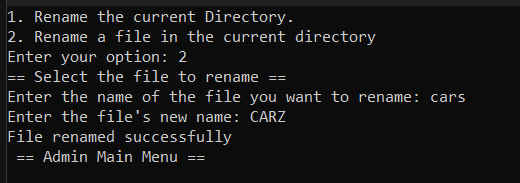 1. Rename the current Directory.
2. Rename a file in the current directory
Enter your option: 2
== Select the file to rename ==
Enter the name of the file you want to rename: cars
Enter the file's new name: CARZ
File renamed successfully
== Admin Main Menu ==